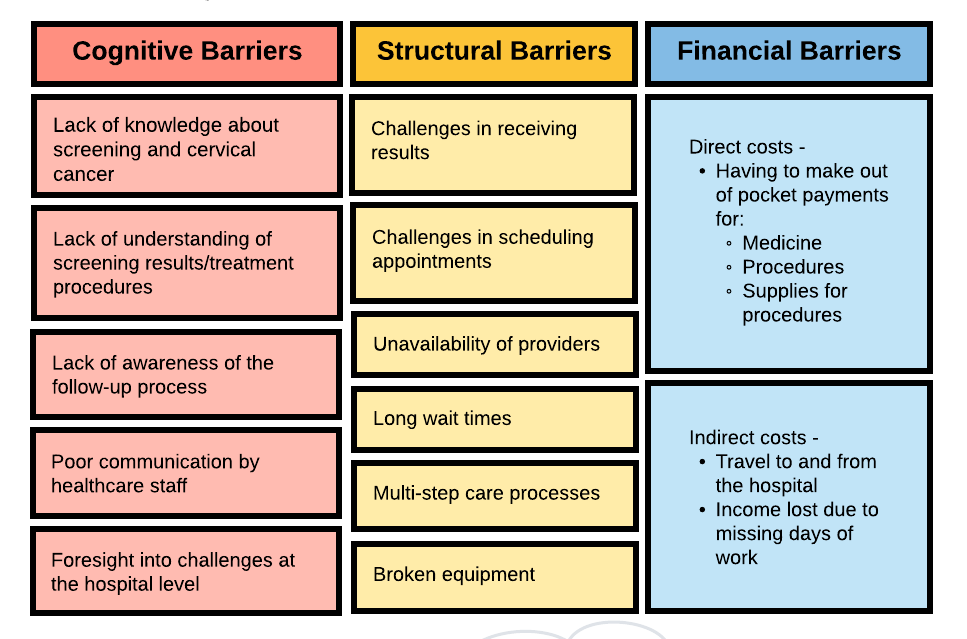 Cognitive Barriers
Lack of knowledge about
screening and cervical
cancer
Lack of understanding of
screening results/treatment
procedures
Lack of awareness of the
follow-up process
Poor communication by
healthcare staff
Foresight into challenges at
the hospital level
Structural Barriers
Challenges in receiving
results
Challenges in scheduling
appointments
Unavailability of providers
Long wait times
Multi-step care processes
Broken equipment
Financial Barriers
Direct costs -
• Having to make out
of pocket payments
for:
◦ Medicine
◦ Procedures
◦ Supplies for
procedures
Indirect costs -
• Travel to and from
the hospital
• Income lost due to
missing days of
work